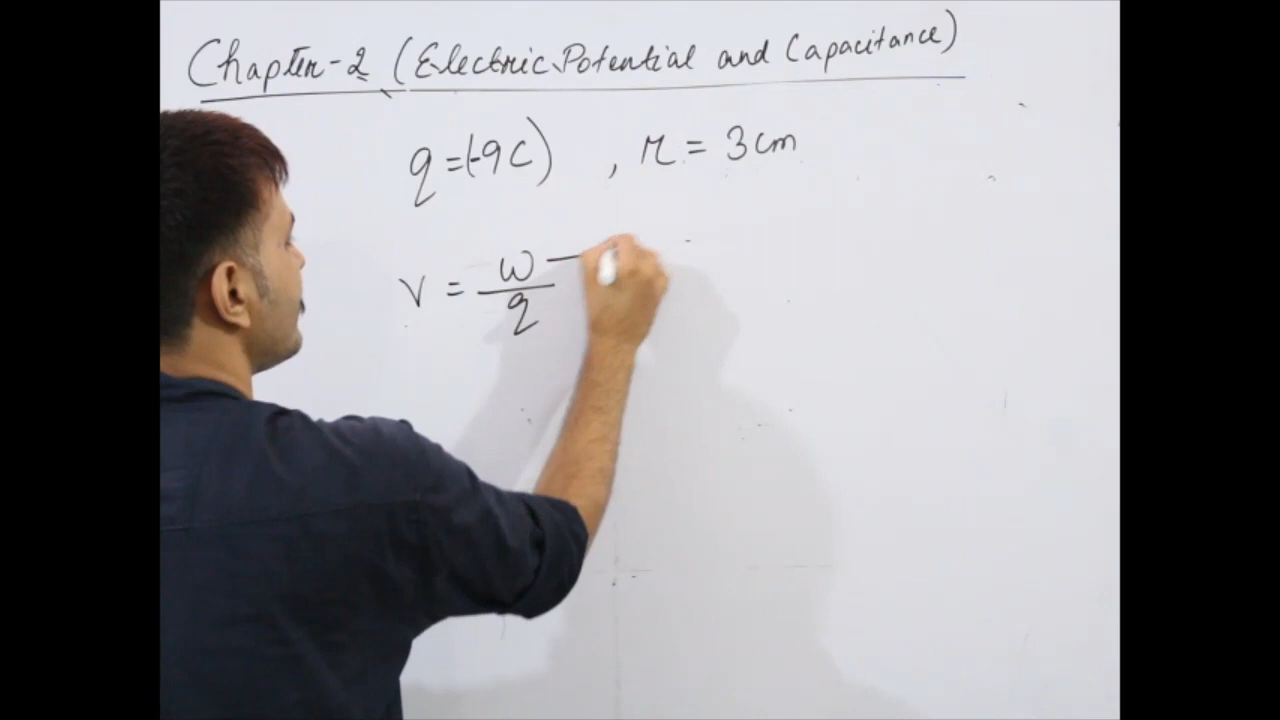 Chapter-2 (Electric Potential and Capacitance)
q =(-9C) , r = 3cm
V = w/q